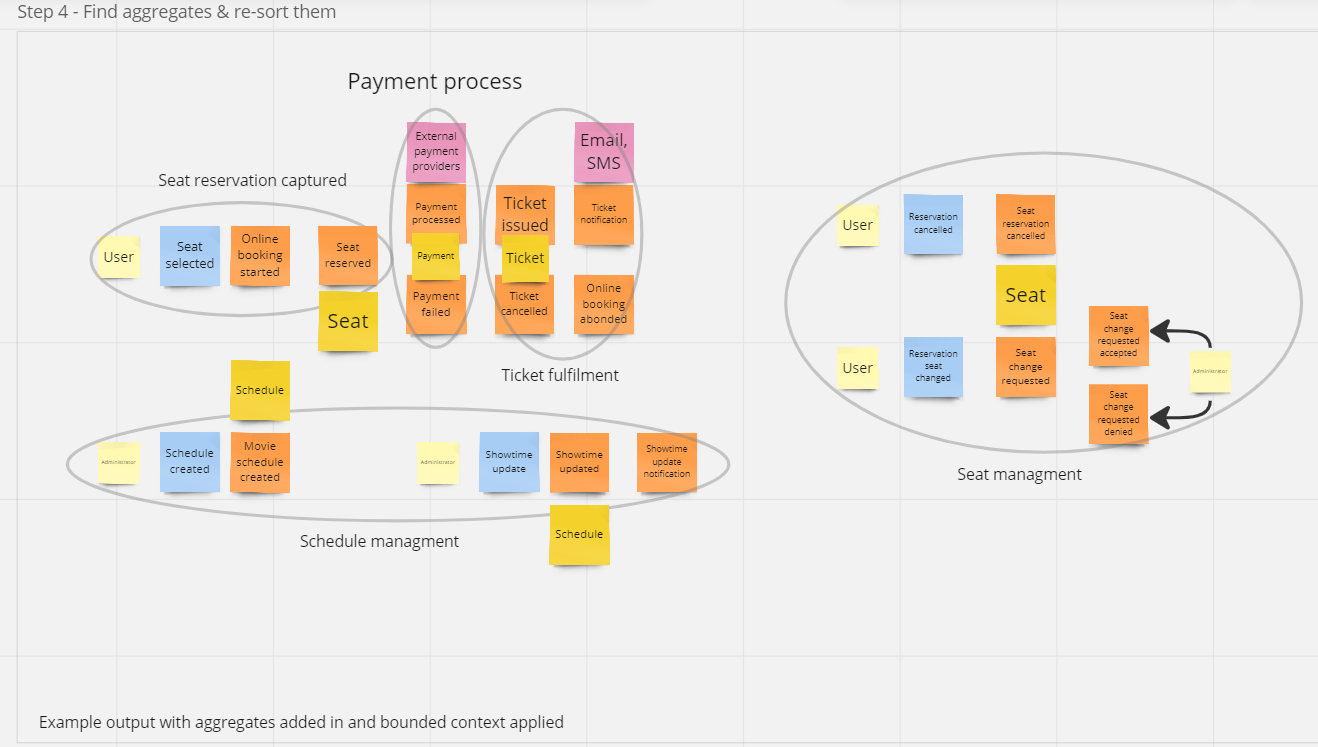 Step 4 - Find aggregates & re-sort them
Payment process
External
payment
providers
Email,
SMS
Seat reservation captured
Payment
processed
Ticket
issued
Ticket
notification
User
Seat
selected
Online
booking
started
Seat
reserved
Payment
Ticket
Payment
failed
Ticket
cancelled
Online
booking
abonded
Seat
Ticket fulfilment
Schedule
Administrator
Schedule
created
Movie
schedule
created
Administrator
Showtime
update
Showtime
updated
Showtime
update
notification
Schedule
Schedule managment
User
Reservation
cancelled
Seat
reservation
cancelled
Seat
User
Reservation
seat
changed
Seat
change
requested
Seat
change
requested
accepted
Administrator
Seat
change
requested
denied
Seat managment
Example output with aggregates added in and bounded context applied